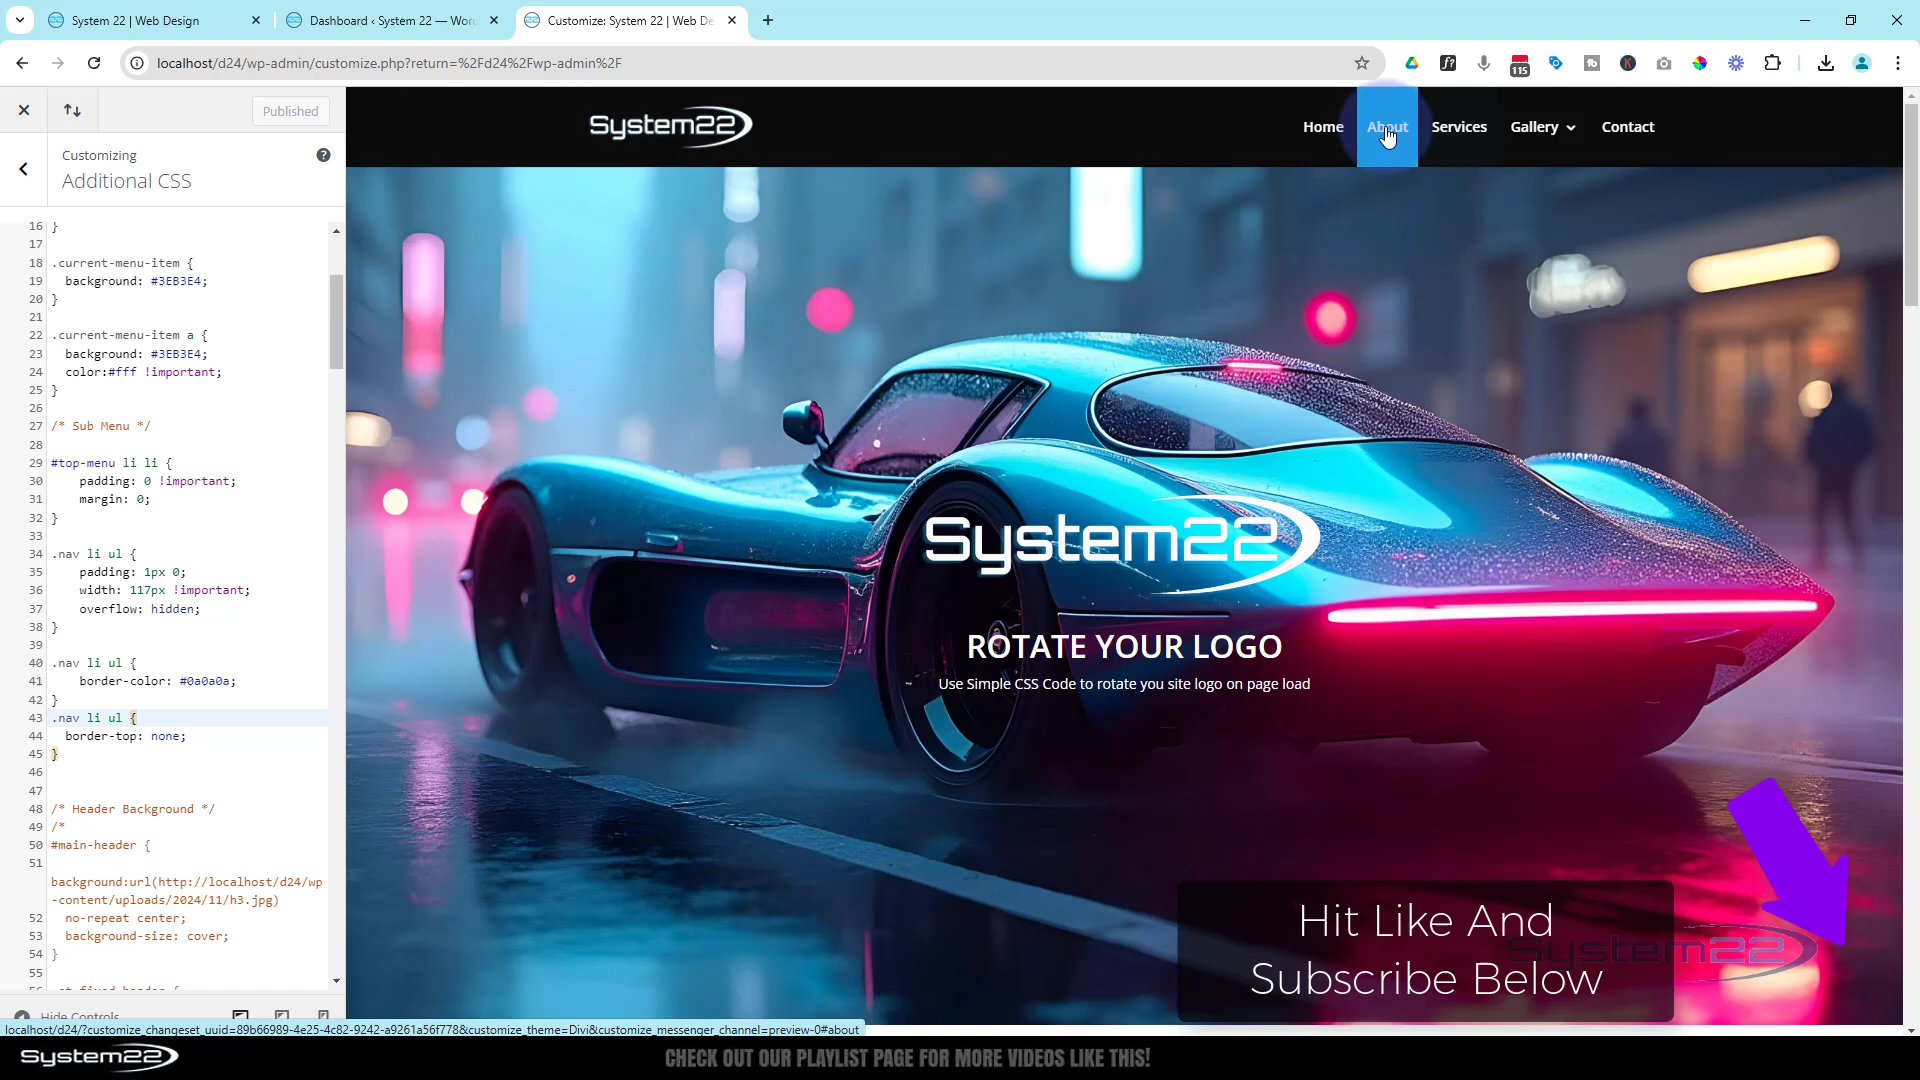 System 22 | Web Design
Dashboard ‹ System 22 — Wor
Customize: System 22 | Web De
localhost/d24/wp-admin/customize.php?return=%2Fd24%2Fwp-admin%2F
115
Published
Customizing
Additional CSS
System22
Home
About
Services
Gallery
Contact
16 }
17
18 .current-menu-item {
19 background: #3EB3E4;
20 }
21
22 .current-menu-item a {
23 background: #3EB3E4;
24 color:#fff !important;
25 }
26
27 /* Sub Menu */
28
29 #top-menu li li {
30 padding: 0 !important;
31 margin: 0;
32 }
33
34 .nav li ul {
35 padding: 1px 0;
36 width: 117px !important;
37 overflow: hidden;
38 }
39
40 .nav li ul {
41 border-color: #0a0a0a;
42 }
43 .nav li ul {
44 border-top: none;
45 }
46
47
48 /* Header Background */
49 /*
50 #main-header {
51
background:url(http://localhost/d24/wp
-content/uploads/2024/11/h3.jpg)
52 no-repeat center;
53 background-size: cover;
54 }
55
56 .et-fixed-header {
Hide Controls
System22
ROTATE YOUR LOGO
Use Simple CSS Code to rotate you site logo on page load
Hit Like And
Subscribe Below
System22
localhost/d24/?customize_changeset_uuid=89b66989-4e25-4c82-9242-a9261a56f778&customize_theme=Divi&customize_messenger_channel=preview-0#about
System22
CHECK OUT OUR PLAYLIST PAGE FOR MORE VIDEOS LIKE THIS!